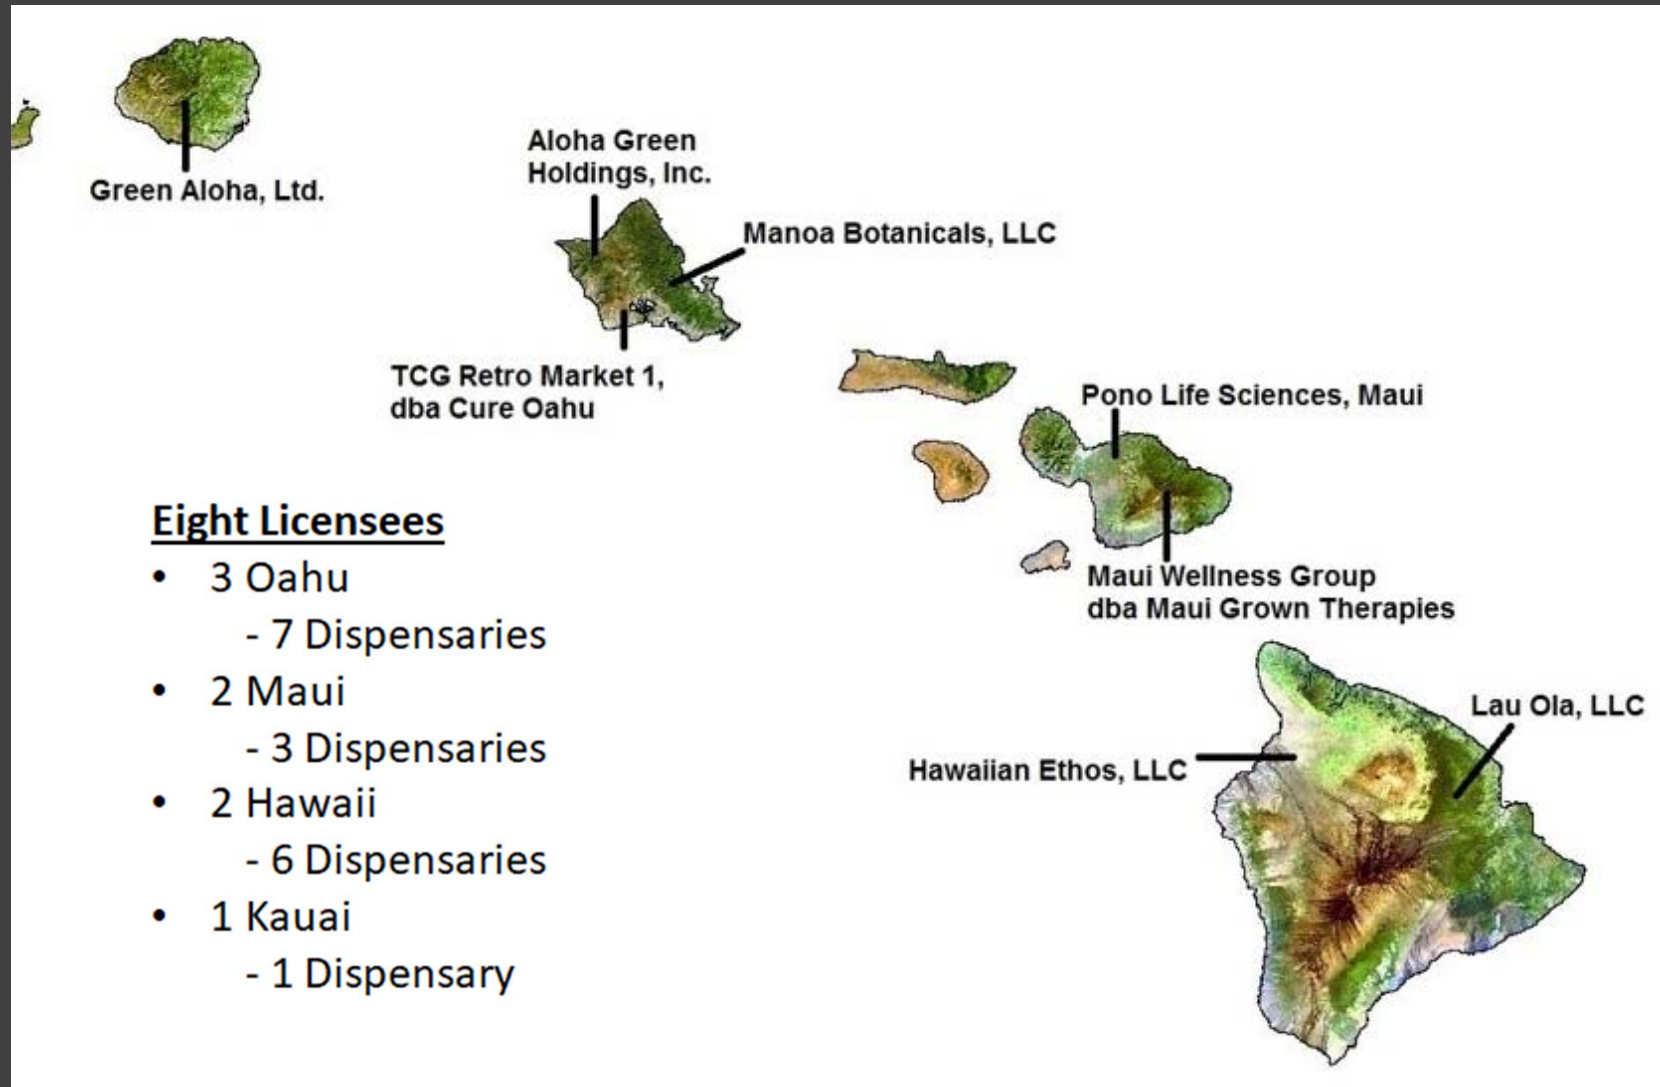 Green Aloha, Ltd.
Aloha Green
Holdings, Inc.
Manoa Botanicals, LLC
TCG Retro Market 1,
dba Cure Oahu
Pono Life Sciences, Maui
Maui Wellness Group
dba Maui Grown Therapies
Lau Ola, LLC
Hawaiian Ethos, LLC
Eight Licensees
• 3 Oahu
- 7 Dispensaries
• 2 Maui
- 3 Dispensaries
• 2 Hawaii
- 6 Dispensaries
• 1 Kauai
- 1 Dispensary